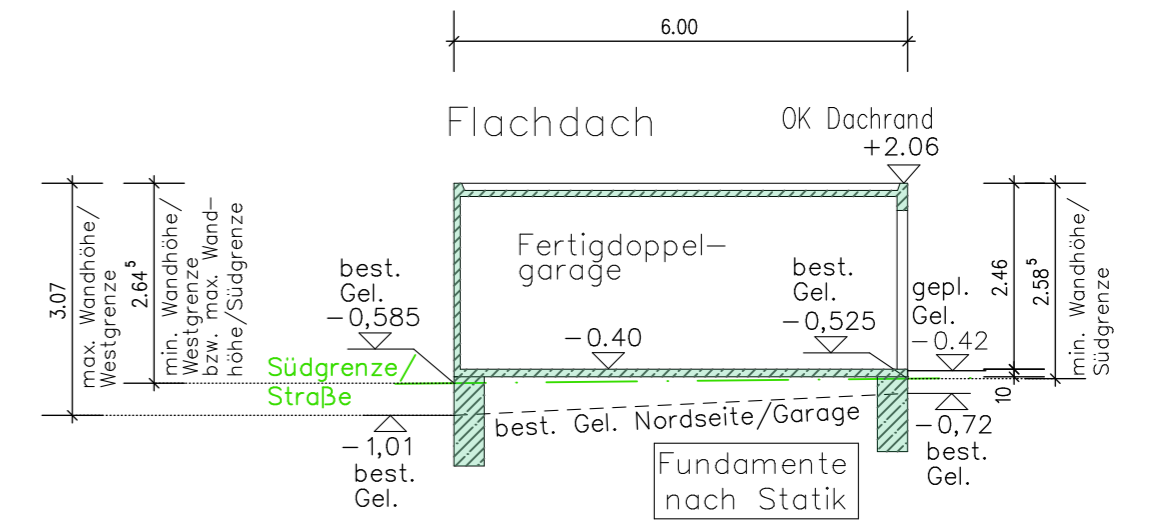 6.00
Flachdach
OK Dachrand
+2.06
3.07
max. Wandhöhe/
Westgrenze
2.64⁵
min. Wandhöhe/
Westgrenze
bzw. max. Wand-
höhe/Südgrenze
best.
Gel.
-0,585
Fertigdoppel-
garage
-0.40
best.
Gel.
-0,525
gepl.
Gel.
-0.42
2.46
10
2.58⁵
min. Wandhöhe/
Südgrenze
Südgrenze/
Straße
best. Gel. Nordseite/Garage
-1,01
best.
Gel.
-0,72
best.
Gel.
Fundamente
nach Statik